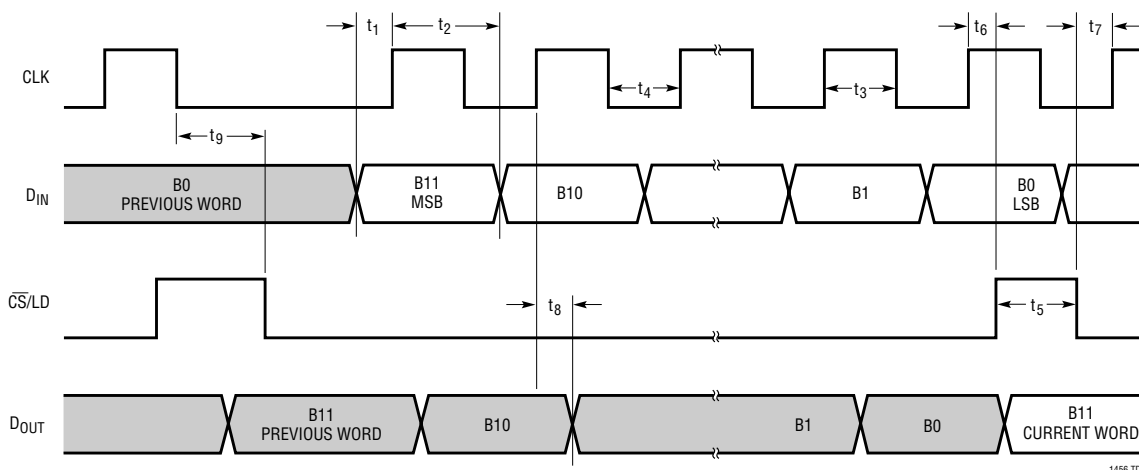 t1
t2
t6
t7
CLK
t4
t3
t9
DIN
B0
PREVIOUS WORD
B11
MSB
B10
B1
B0
LSB
CS/LD
t8
t5
DOUT
B11
PREVIOUS WORD
B10
B1
B0
B11
CURRENT WORD